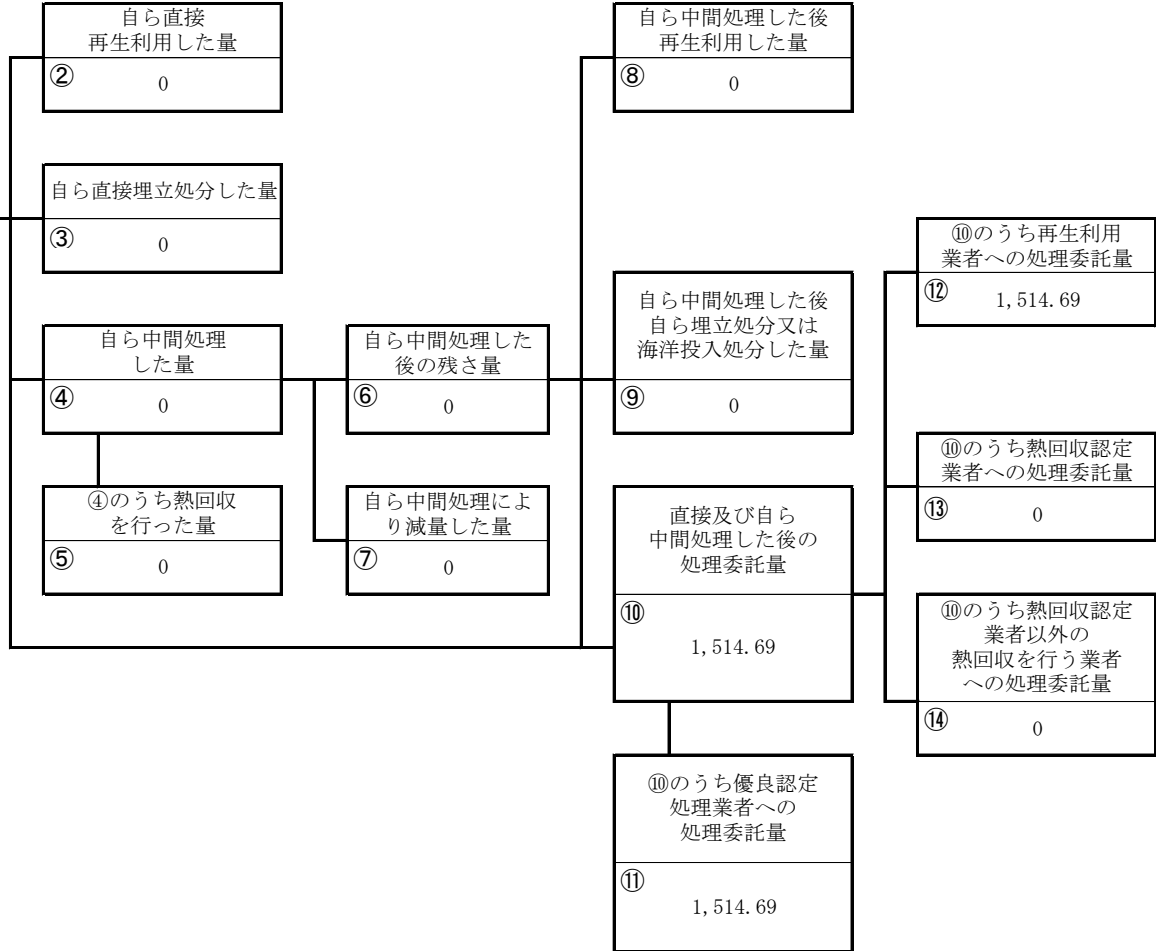 自ら直接
再生利用した量
②
0
自ら直接埋立処分した量
③
0
自ら中間処理
した量
④
0
④のうち熱回収
を行った量
⑤
0
自ら中間処理した
後の残さ量
⑥
0
自ら中間処理によ
り減量した量
⑦
0
自ら中間処理した後
再生利用した量
⑧
0
自ら中間処理した後
自ら埋立処分又は
海洋投入処分した量
⑨
0
直接及び自ら
中間処理した後の
処理委託量
⑩
1,514.69
⑩のうち優良認定
処理業者への
処理委託量
⑪
1,514.69
⑩のうち再生利用
業者への処理委託量
⑫
1,514.69
⑩のうち熱回収認定
業者への処理委託量
⑬
0
⑩のうち熱回収認定
業者以外の
熱回収を行う業者
への処理委託量
⑭
0